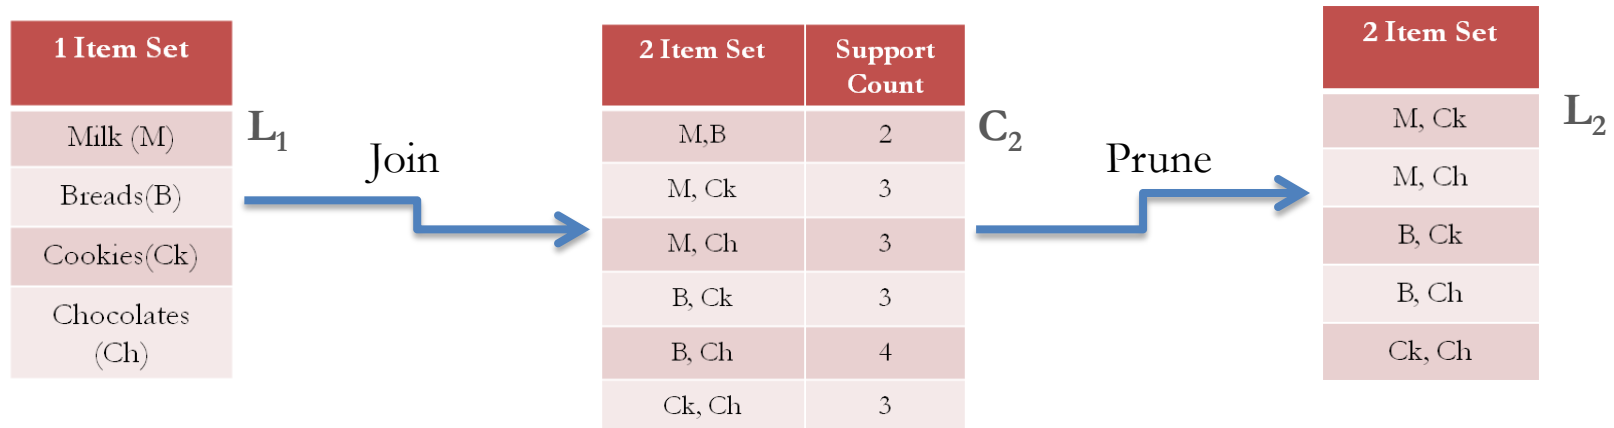 1 Item Set
Milk (M)
Breads(B)
Cookies(Ck)
Chocolates
(Ch)
L1
Join
2 Item Set Support
Count
M,B 2
M, Ck 3
M, Ch 3
B, Ck 3
B, Ch 4
Ck, Ch 3
C2
Prune
2 Item Set
M, Ck
M, Ch
B, Ck
B, Ch
Ck, Ch
L2